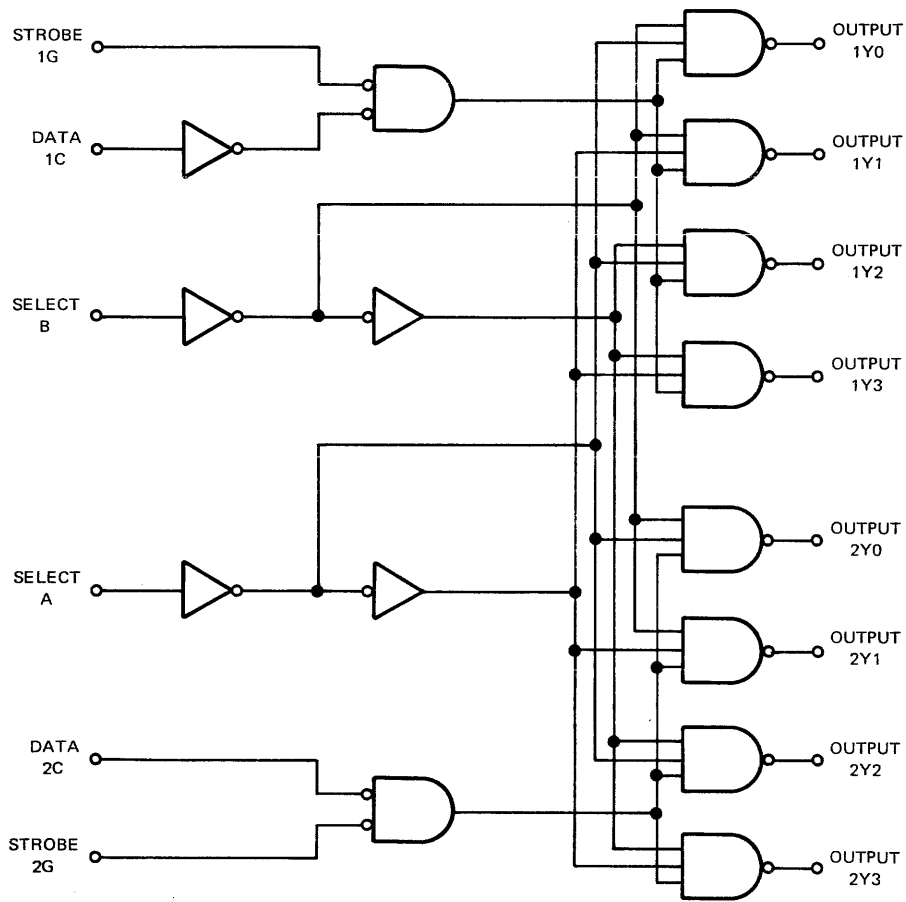 STROBE
1G
DATA
1C
SELECT
B
SELECT
A
DATA
2C
STROBE
2G
OUTPUT
1Y0
OUTPUT
1Y1
OUTPUT
1Y2
OUTPUT
1Y3
OUTPUT
2Y0
OUTPUT
2Y1
OUTPUT
2Y2
OUTPUT
2Y3